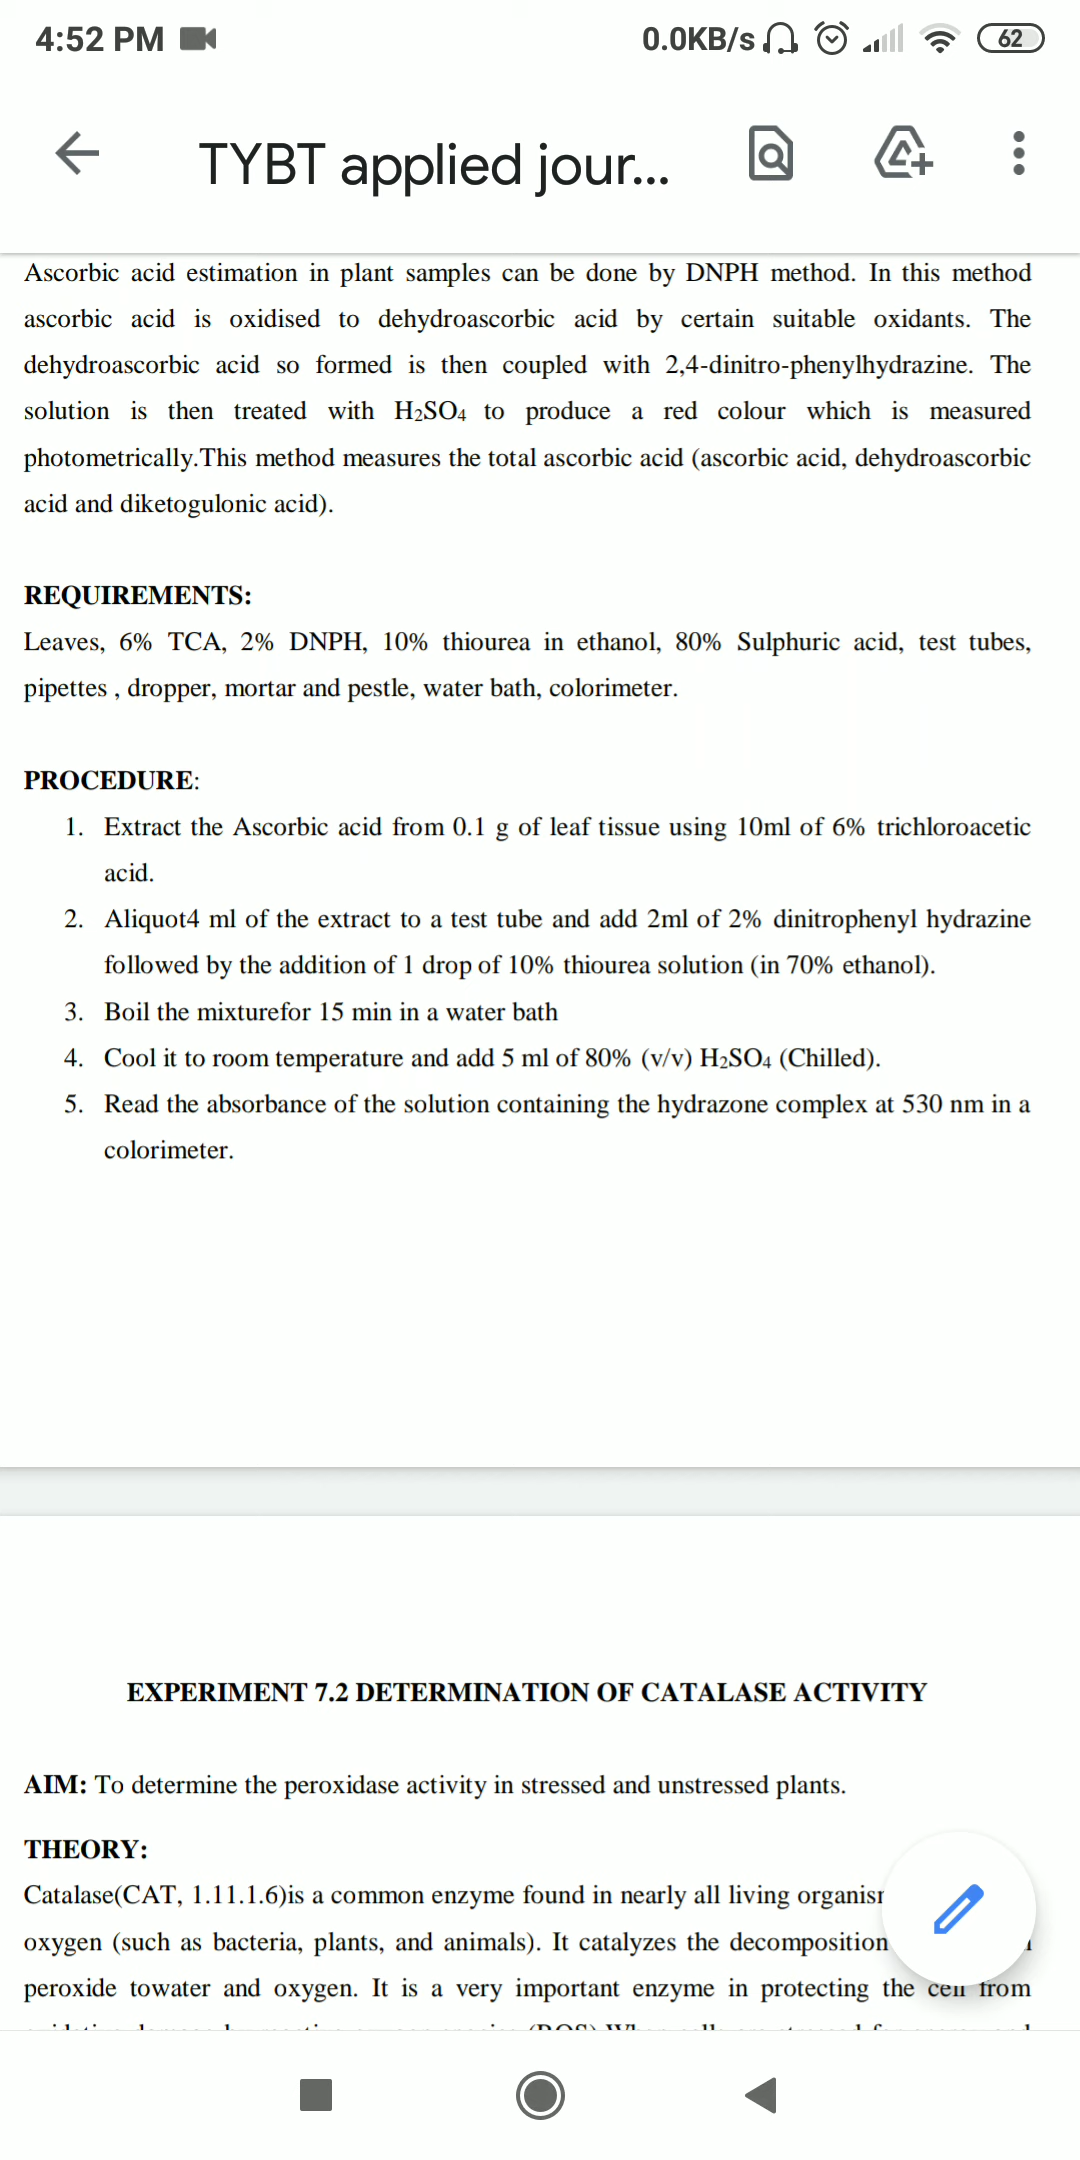 4:52 PM 0.0KB/s 62
TYBT applied jour...
Ascorbic acid estimation in plant samples can be done by DNPH method. In this method
ascorbic acid is oxidised to dehydroascorbic acid by certain suitable oxidants. The
dehydroascorbic acid so formed is then coupled with 2,4-dinitro-phenylhydrazine. The
solution is then treated with H₂SO₄ to produce a red colour which is measured
photometrically.This method measures the total ascorbic acid (ascorbic acid, dehydroascorbic
acid and diketogulonic acid).
REQUIREMENTS:
Leaves, 6% TCA, 2% DNPH, 10% thiourea in ethanol, 80% Sulphuric acid, test tubes,
pipettes , dropper, mortar and pestle, water bath, colorimeter.
PROCEDURE:
1. Extract the Ascorbic acid from 0.1 g of leaf tissue using 10ml of 6% trichloroacetic
acid.
2. Aliquot4 ml of the extract to a test tube and add 2ml of 2% dinitrophenyl hydrazine
followed by the addition of 1 drop of 10% thiourea solution (in 70% ethanol).
3. Boil the mixturefor 15 min in a water bath
4. Cool it to room temperature and add 5 ml of 80% (v/v) H₂SO₄ (Chilled).
5. Read the absorbance of the solution containing the hydrazone complex at 530 nm in a
colorimeter.
EXPERIMENT 7.2 DETERMINATION OF CATALASE ACTIVITY
AIM: To determine the peroxidase activity in stressed and unstressed plants.
THEORY:
Catalase(CAT, 1.11.1.6)is a common enzyme found in nearly all living
oxygen (such as bacteria, plants, and animals). It catalyzes the decomposition
peroxide towater and oxygen. It is a very important enzyme in protecting the cell from